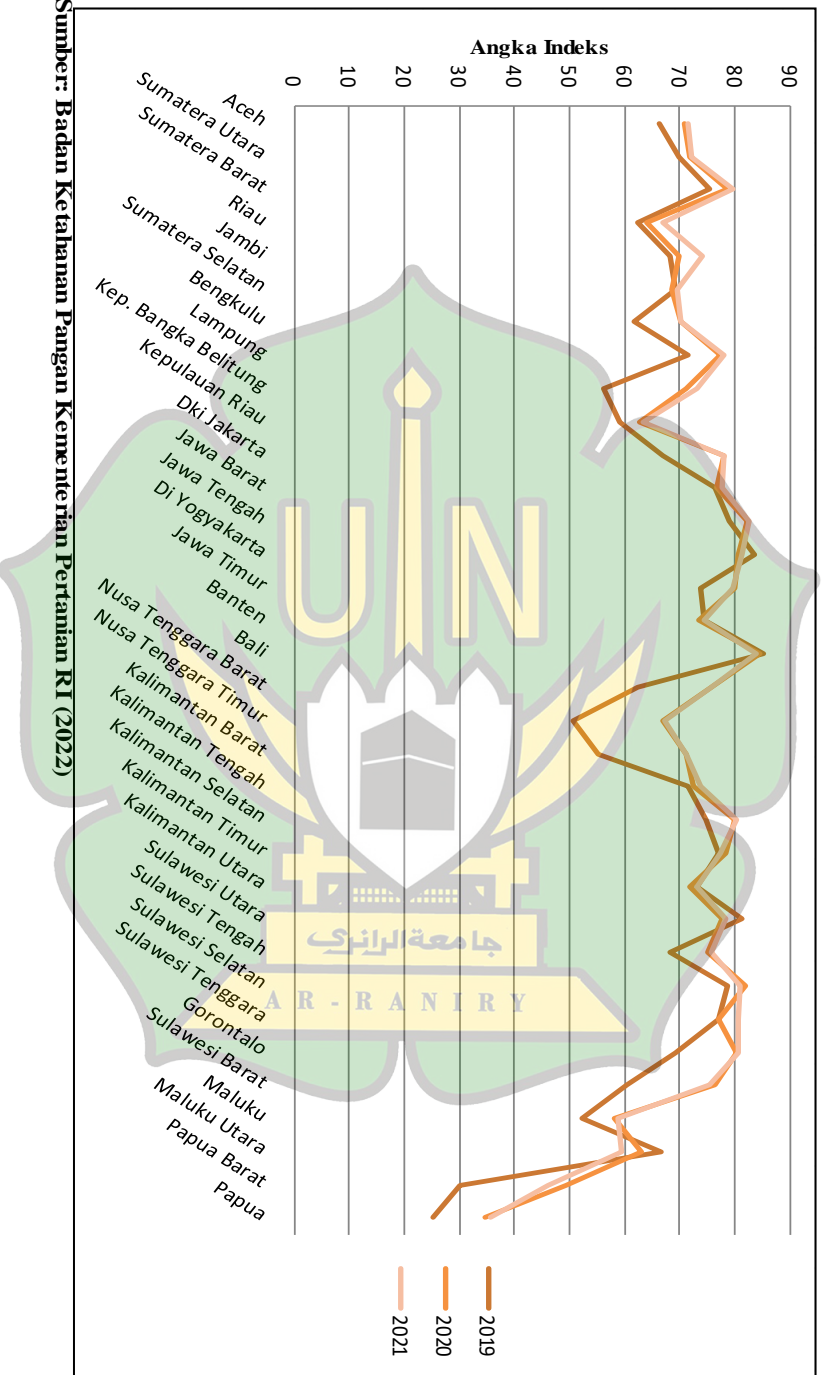 Angka Indeks
90
80
70
60
50
40
30
20
10
0
Aceh
Sumatera Utara
Sumatera Barat
Riau
Jambi
Sumatera Selatan
Bengkulu
Lampung
Kep. Bangka Belitung
Kepulauan Riau
Dki Jakarta
Jawa Barat
Jawa Tengah
Di Yogyakarta
Jawa Timur
Banten
Bali
Nusa Tenggara Barat
Nusa Tenggara Timur
Kalimantan Barat
Kalimantan Tengah
Kalimantan Selatan
Kalimantan Timur
Kalimantan Utara
Sulawesi Utara
Sulawesi Tengah
Sulawesi Selatan
Sulawesi Tenggara
Gorontalo
Sulawesi Barat
Maluku
Maluku Utara
Papua Barat
Papua
2019
2020
2021
UIN
جامعة الرانري
AR-RANIRY
Sumber: Badan Ketahanan Pangan Kementerian Pertanian RI (2022)